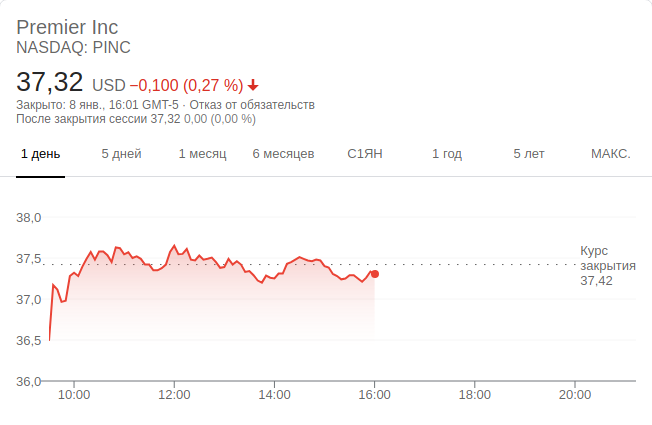 Premier Inc
NASDAQ: PINC
37,32 USD −0,100 (0,27 %)
Закрыто: 8 янв., 16:01 GMT-5 · Отказ от обязательств
После закрытия сессии 37,32 0,00 (0,00 %)
1 день 5 дней 1 месяц 6 месяцев С1ЯН 1 год 5 лет МАКС.
38,0
37,5
37,0
36,5
36,0
Курс
закрытия
37,42
10:00 12:00 14:00 16:00 18:00 20:00